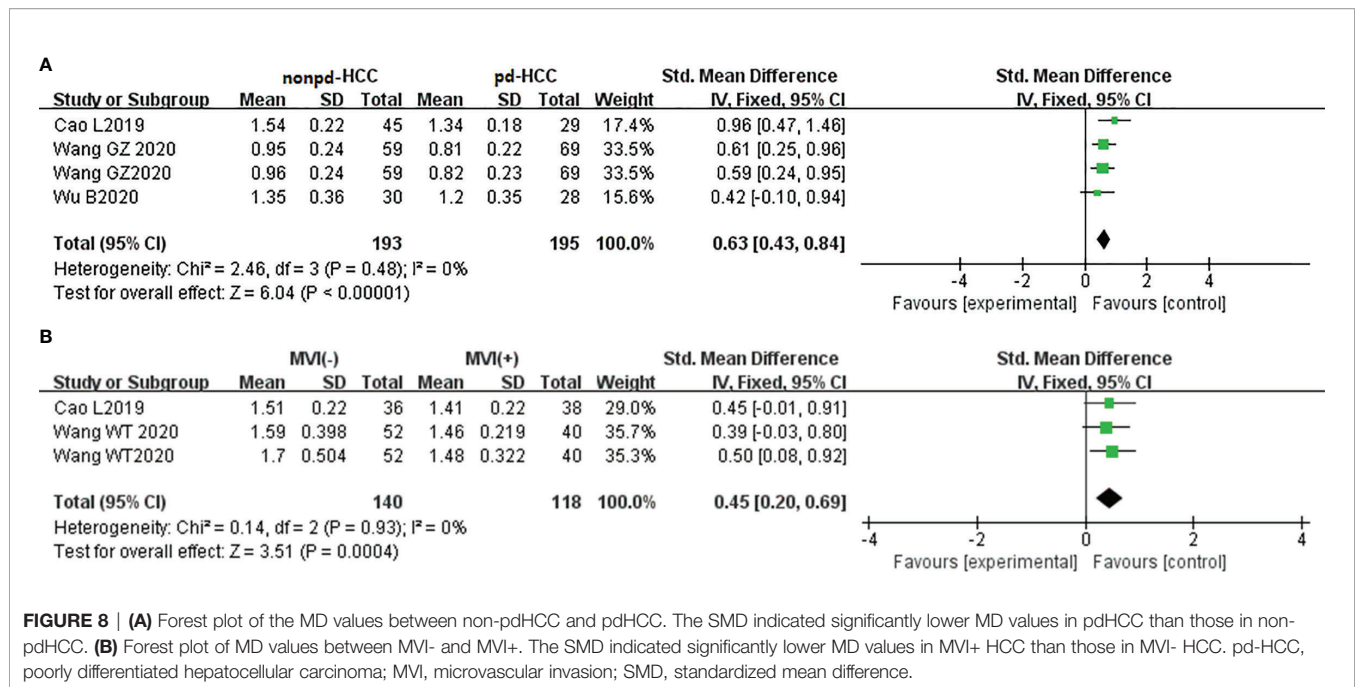 A
nonpd-HCC pd-HCC Std. Mean Difference Std. Mean Difference
Study or Subgroup Mean SD Total Mean SD Total Weight IV, Fixed, 95% CI IV, Fixed, 95% CI
Cao L2019 1.54 0.22 45 1.34 0.18 29 17.4% 0.96 [0.47, 1.46]
Wang GZ 2020 0.95 0.24 59 0.81 0.22 69 33.5% 0.61 [0.25, 0.96]
Wang GZ2020 0.96 0.24 59 0.82 0.23 69 33.5% 0.59 [0.24, 0.95]
Wu B2020 1.35 0.36 30 1.2 0.35 28 15.6% 0.42 [-0.10, 0.94]
Total (95% CI) 193 195 100.0% 0.63 [0.43, 0.84]
Heterogeneity: Chi² = 2.46, df = 3 (P = 0.48); I² = 0%
Test for overall effect: Z = 6.04 (P < 0.00001)
-4 -2 0 2 4
Favours [experimental] Favours [control]
B
MVI(-) MVI(+) Std. Mean Difference Std. Mean Difference
Study or Subgroup Mean SD Total Mean SD Total Weight IV, Fixed, 95% CI IV, Fixed, 95% CI
Cao L2019 1.51 0.22 36 1.41 0.22 38 29.0% 0.45 [-0.01, 0.91]
Wang WT 2020 1.59 0.398 52 1.46 0.219 40 35.7% 0.39 [-0.03, 0.80]
Wang WT2020 1.7 0.504 52 1.48 0.322 40 35.3% 0.50 [0.08, 0.92]
Total (95% CI) 140 118 100.0% 0.45 [0.20, 0.69]
Heterogeneity: Chi² = 0.14, df = 2 (P = 0.93); I² = 0%
Test for overall effect: Z = 3.51 (P = 0.0004)
-4 -2 0 2 4
Favours [experimental] Favours [control]
FIGURE 8 | (A) Forest plot of the MD values between non-pdHCC and pdHCC. The SMD indicated significantly lower MD values in pdHCC than those in non-
pdHCC. (B) Forest plot of MD values between MVI- and MVI+. The SMD indicated significantly lower MD values in MVI+ HCC than those in MVI- HCC. pd-HCC,
poorly differentiated hepatocellular carcinoma; MVI, microvascular invasion; SMD, standardized mean difference.